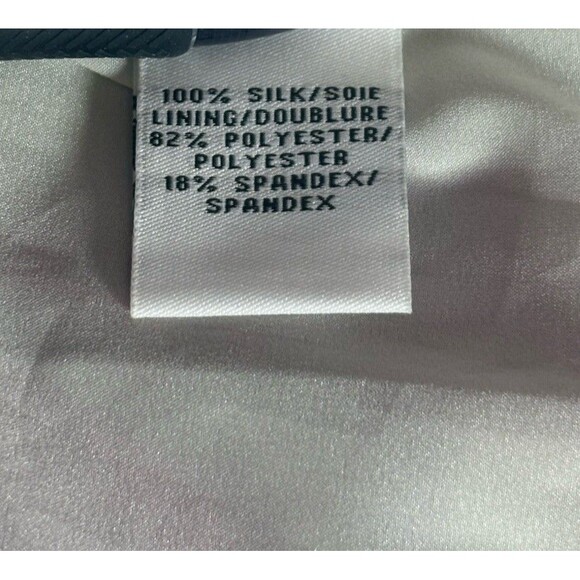 100% SILK/SOIE
LINING/DOUBLURE
82% POLYESTER/
POLYESTER
18% SPANDEX/
SPANDEX